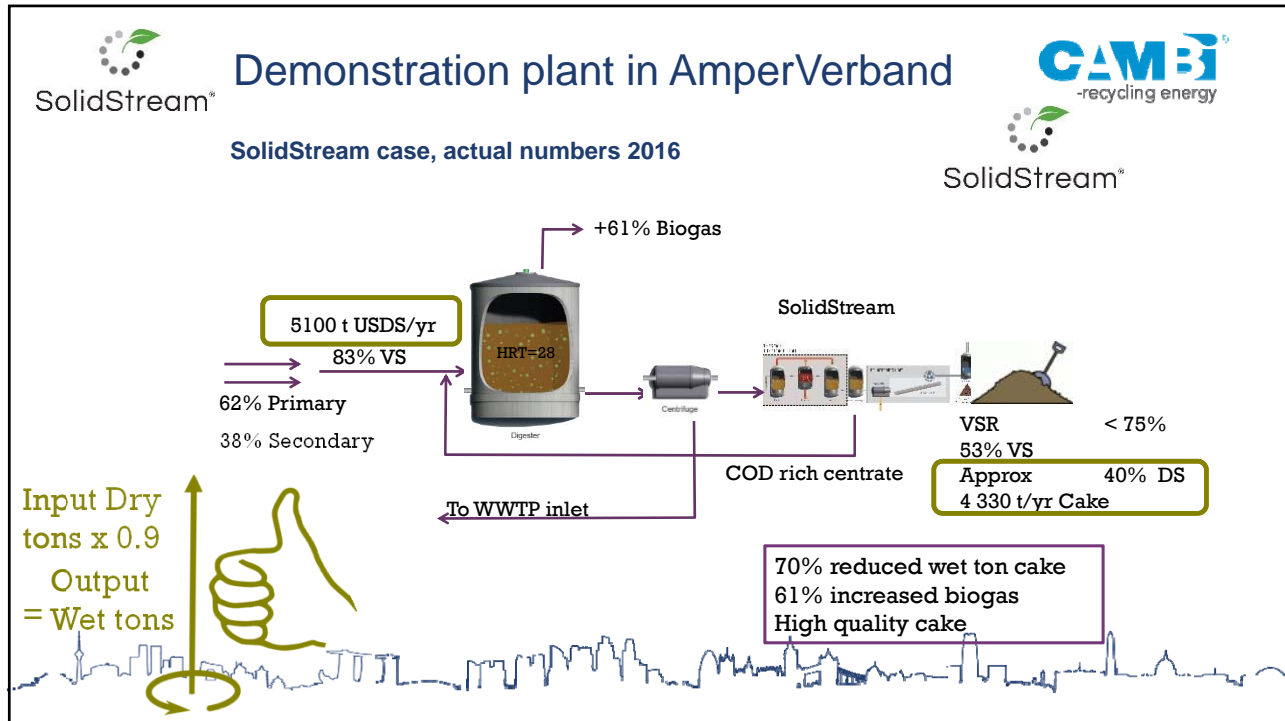 SolidStream®
Demonstration plant in AmperVerband
CAMBi®
-recycling energy
SolidStream®
SolidStream case, actual numbers 2016
+61% Biogas
SolidStream
5100 t USDS/yr
83% VS
HRT=28
62% Primary
38% Secondary
Digester
Centrifuge
VSR < 75%
53% VS
Approx 40% DS
4 330 t/yr Cake
COD rich centrate
To WWTP inlet
Input Dry
tons x 0.9
Output
= Wet tons
70% reduced wet ton cake
61% increased biogas
High quality cake